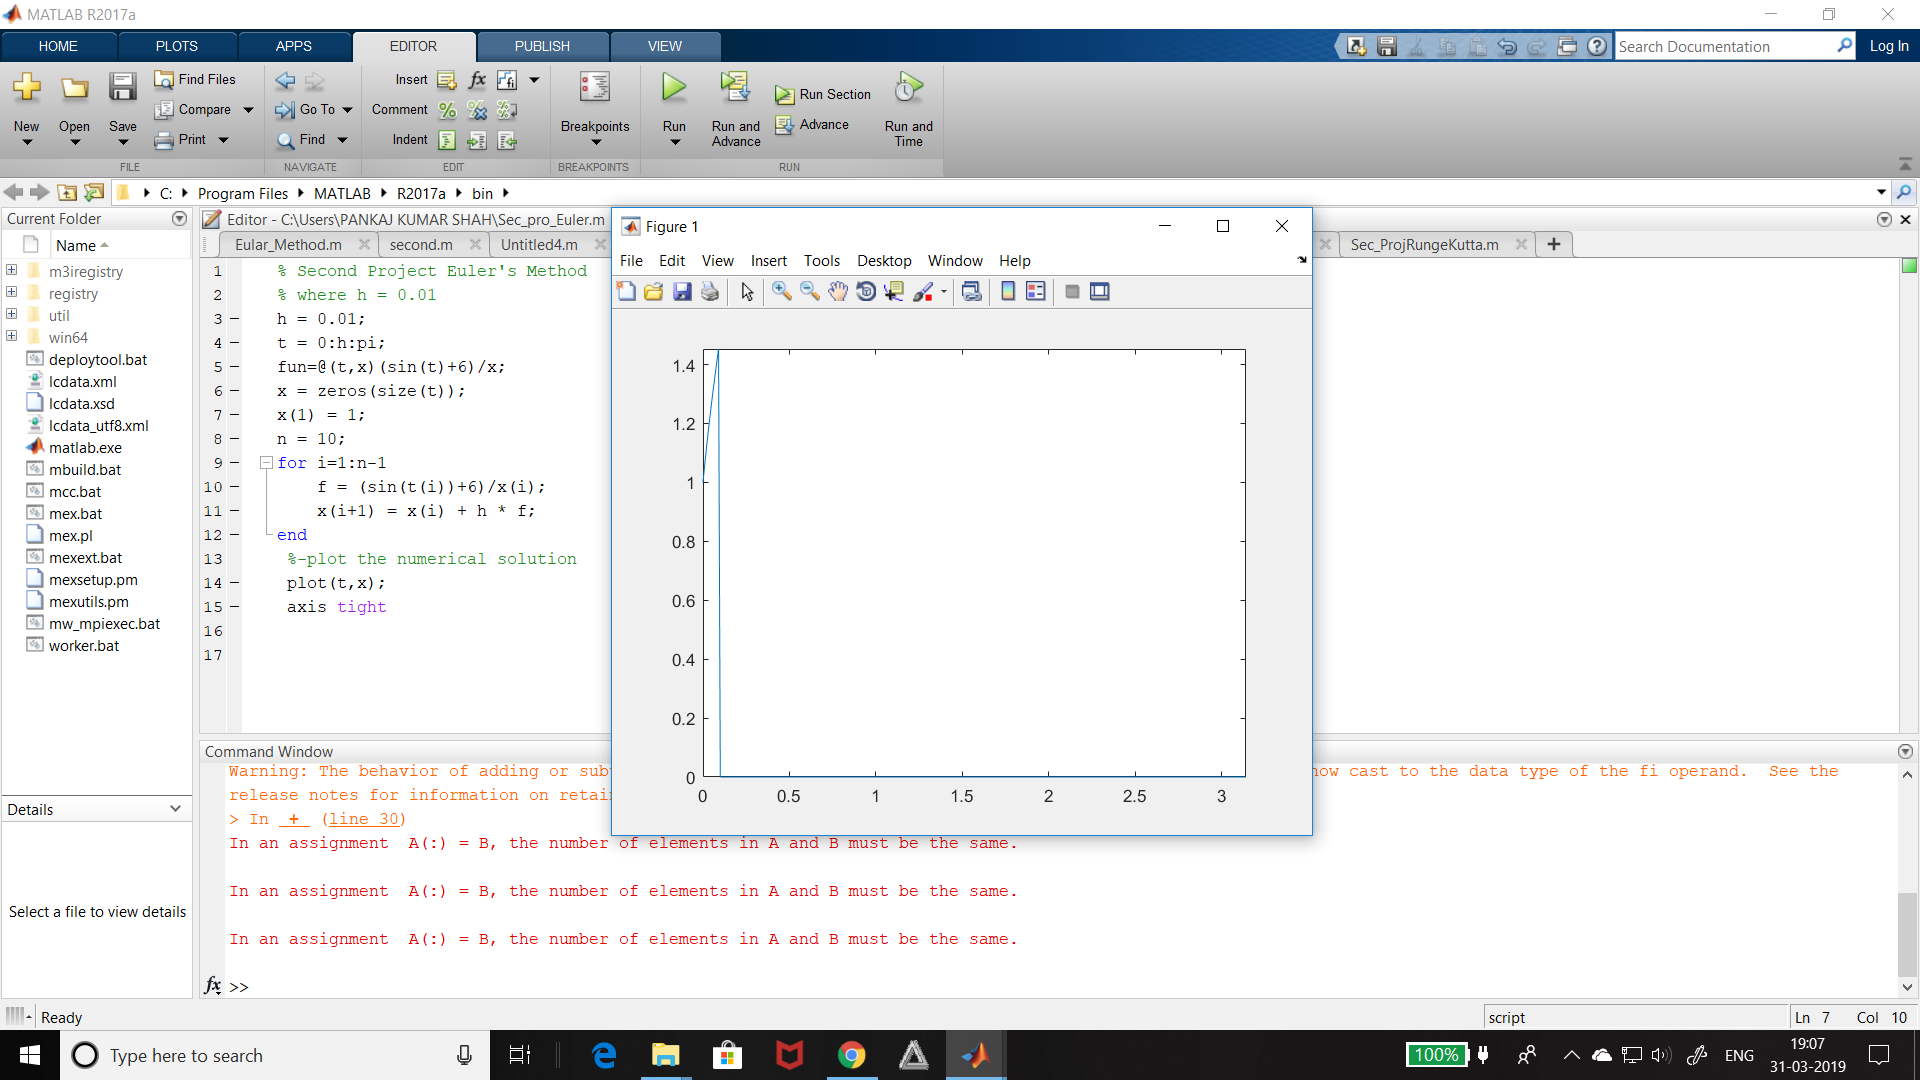 MATLAB R2017a
HOME PLOTS APPS EDITOR PUBLISH VIEW
Search Documentation
Log In
New
Open
Save
Find Files
Compare
Print
FILE
Go To
Find
NAVIGATE
Insert
Comment
Indent
EDIT
Breakpoints
BREAKPOINTS
Run
Run and Advance
Run Section
Advance
Run and Time
RUN
C: Program Files MATLAB R2017a bin
Current Folder
Name
m3iregistry
registry
util
win64
deploytool.bat
lcdata.xml
lcdata.xsd
lcdata_utf8.xml
matlab.exe
mbuild.bat
mcc.bat
mex.bat
mex.pl
mexext.bat
mexsetup.pm
mexutils.pm
mw_mpiexec.bat
worker.bat
Details
Select a file to view details
Editor - C:\Users\PANKAJ KUMAR SHAH\Sec_pro_Euler.m
Eular_Method.m second.m Untitled4.m Sec_ProjRungeKutta.m
1 % Second Project Euler's Method
2 % where h = 0.01
3 h = 0.01;
4 t = 0:h:pi;
5 fun=@(t,x)(sin(t)+6)/x;
6 x = zeros(size(t));
7 x(1) = 1;
8 n = 10;
9 for i=1:n-1
10 f = (sin(t(i))+6)/x(i);
11 x(i+1) = x(i) + h * f;
12 end
13 %-plot the numerical solution
14 plot(t,x);
15 axis tight
16
17
Figure 1
File Edit View Insert Tools Desktop Window Help
1.4
1.2
1
0.8
0.6
0.4
0.2
0
0 0.5 1 1.5 2 2.5 3
Command Window
Warning: The behavior of adding or sub now cast to the data type of the fi operand. See the
release notes for information on retai
> In + (line 30)
In an assignment A(:) = B, the number of elements in A and B must be the same.
In an assignment A(:) = B, the number of elements in A and B must be the same.
In an assignment A(:) = B, the number of elements in A and B must be the same.
fx >>
Ready
script
Ln 7 Col 10
Type here to search
100%
ENG
19:07
31-03-2019